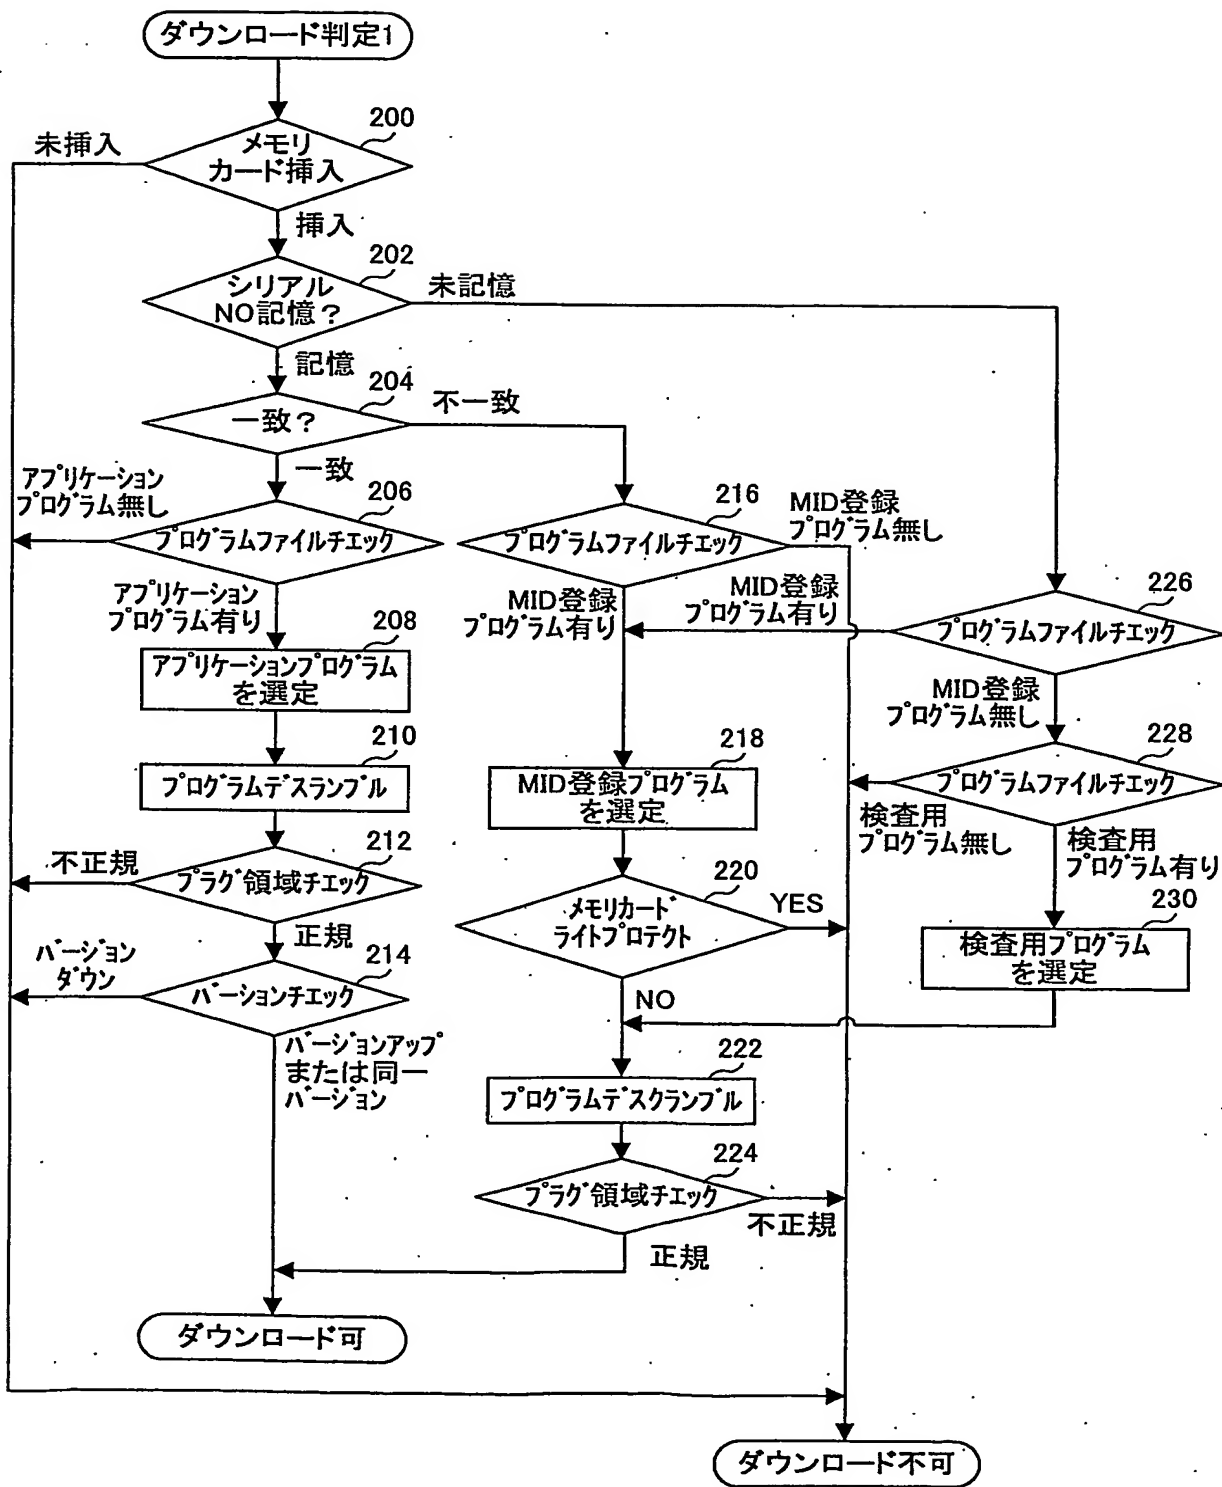 ダウンロード判定1
200
未挿入
メモリ
カード挿入
挿入
202
シリアル
NO記憶？
未記憶
記憶
204
一致？
不一致
一致
アプリケーション
プログラム無し
206
プログラムファイルチエック
216
プログラムファイルチエック
MID登録
プログラム無し
アプリケーション
プログラム有り
MID登録
プログラム有り
MID登録
プログラム有り
226
プログラムファイルチエック
208
アプリケーションプログラム
を選定
MID登録
プログラム無し
210
プログラムデスランブル
218
MID登録プログラム
を選定
228
プログラムファイルチエック
検査用
プログラム無し
検査用
プログラム有り
不正規
212
プラグ領域チエック
正規
220
メモリカード
ライトプロテクト
YES
230
検査用プログラム
を選定
バージョン
ダウン
214
バージョンチエック
NO
バージョンアップ
または同一
バージョン
222
プログラムデスクランブル
224
プラグ領域チエック
不正規
正規
ダウンロード可
ダウンロード不可